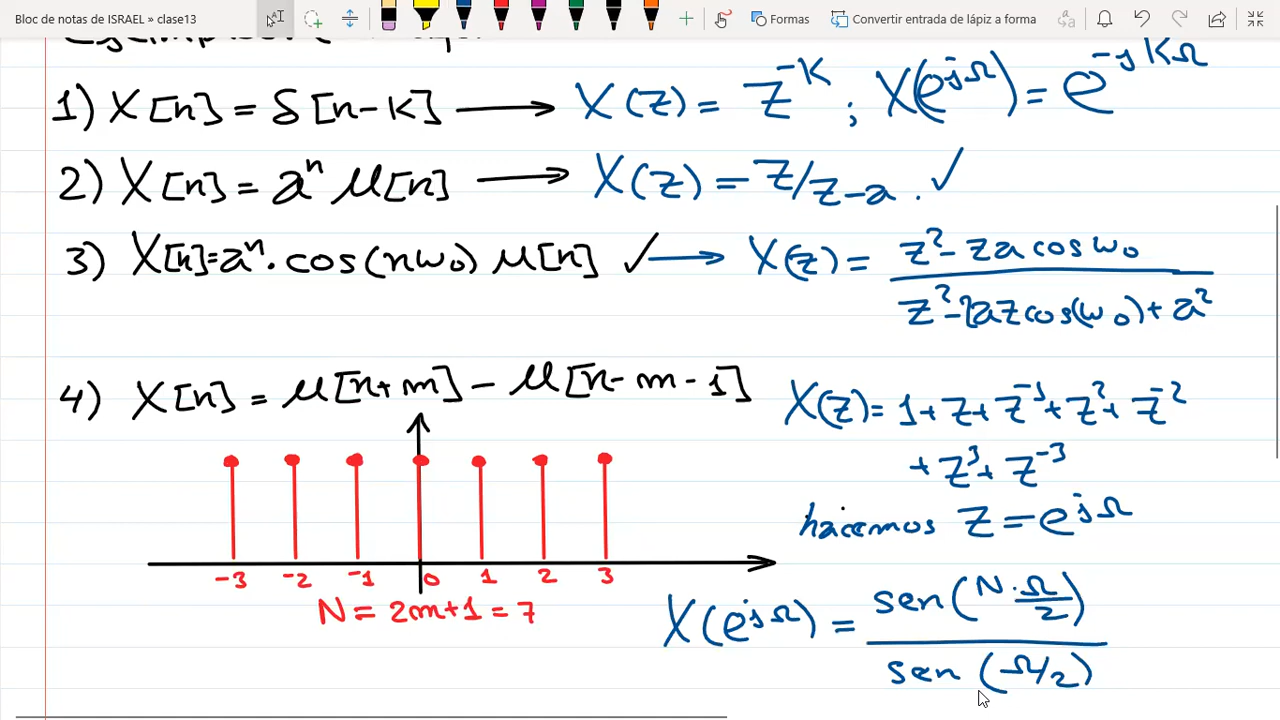 Bloc de notas de ISRAEL » clase13
Formas
Convertir entrada de lápiz a forma
1) X[n] = δ[n-K] ⟶ X(z) = z^{-K} ; X(e^{jΩ}) = e^{-jKΩ}
2) X[n] = a^n μ[n] ⟶ X(z) = z/z-a . ✓
3) X[n]=a^n. cos(nω₀) μ[n] ✓⟶ X(z) = (z² - za cos ω₀) / (z² - 2az cos(ω₀) + a²)
4) X[n] = μ[n+m] - μ[n-m-1]
X(z) = 1 + z + z^{-1} + z² + z^{-2}
+ z³ + z^{-3}
hacemos z = e^{jΩ}
-3 -2 -1 0 1 2 3
N = 2m+1 = 7
X(e^{jΩ}) = sen(N·Ω/2) / sen(Ω/2)